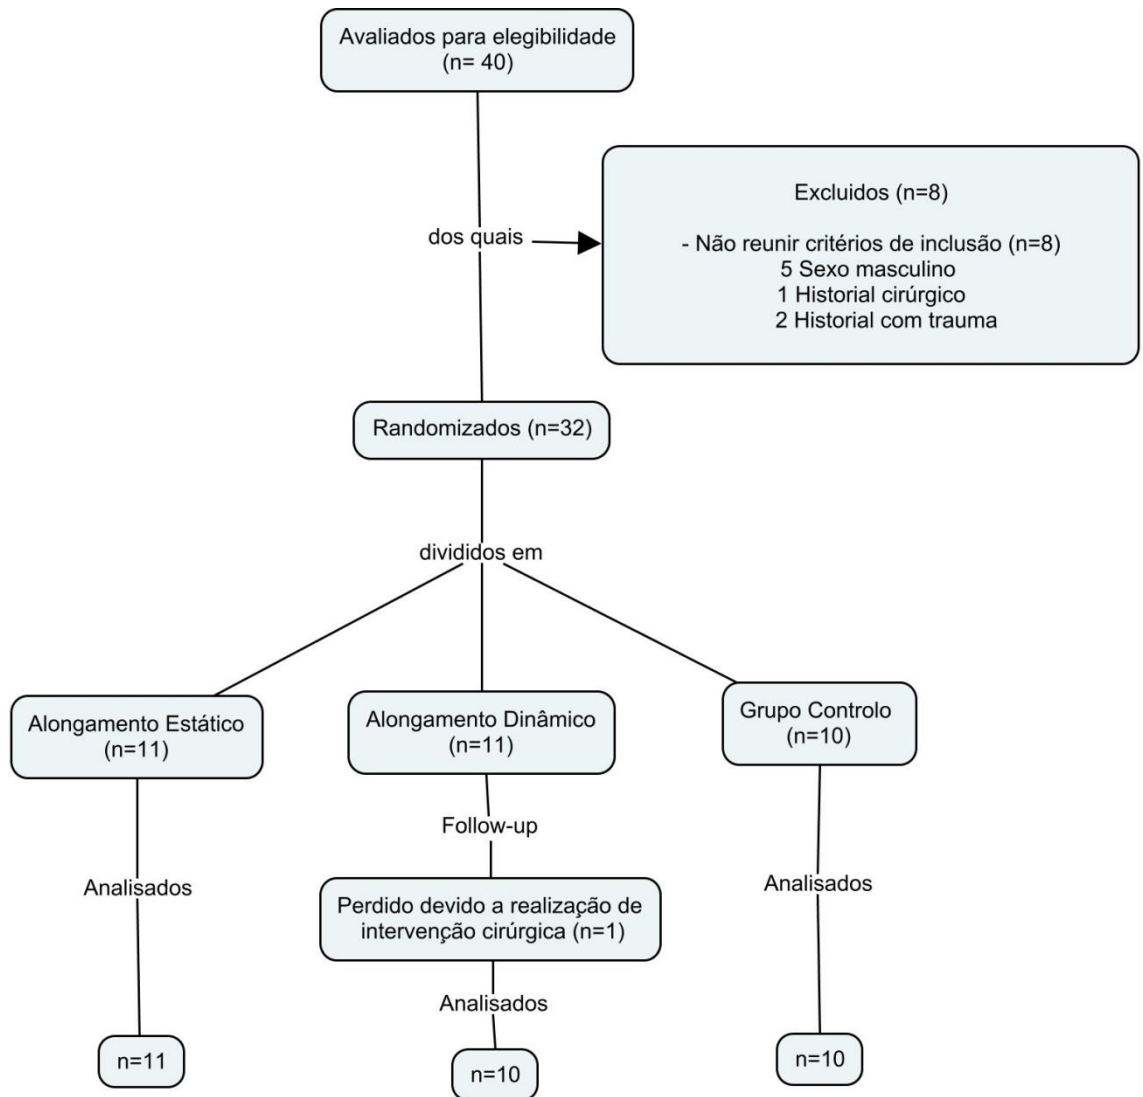 Avaliados para elegibilidade
(n= 40)
Excluidos (n=8)
- Não reunir critérios de inclusão (n=8)
5 Sexo masculino
1 Historial cirúrgico
2 Historial com trauma
dos quais
Randomizados (n=32)
divididos em
Alongamento Estático
(n=11)
Alongamento Dinâmico
(n=11)
Grupo Controlo
(n=10)
Follow-up
Perdido devido a realização de
intervenção cirúrgica (n=1)
Analisados
Analisados
Analisados
n=11
n=10
n=10